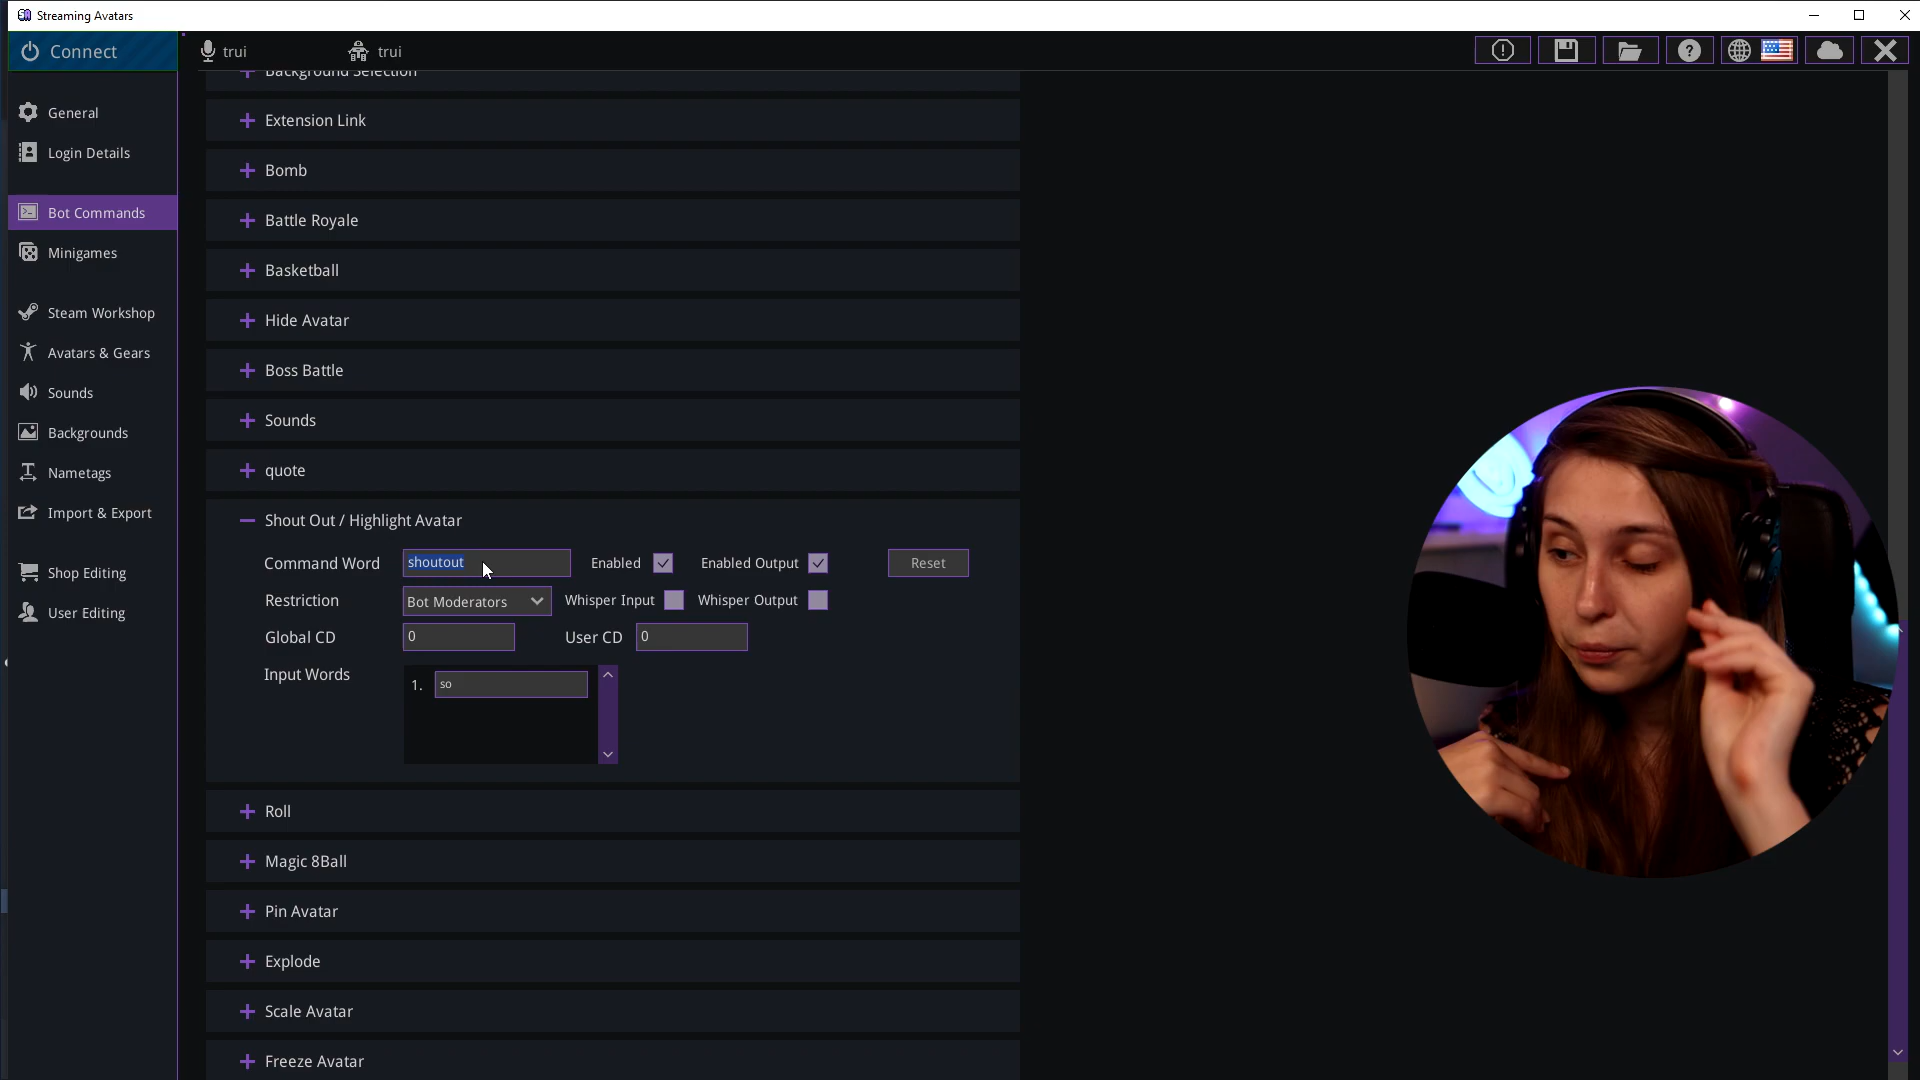 Streaming Avatars
Connect
trui
trui
General
Login Details
Bot Commands
Minigames
Steam Workshop
Avatars & Gears
Sounds
Backgrounds
Nametags
Import & Export
Shop Editing
User Editing
Background Selection
Extension Link
Bomb
Battle Royale
Basketball
Hide Avatar
Boss Battle
Sounds
quote
Shout Out / Highlight Avatar
Command Word shoutout Enabled Enabled Output Reset
Restriction Bot Moderators Whisper Input Whisper Output
Global CD 0 User CD 0
Input Words 1. so
Roll
Magic 8Ball
Pin Avatar
Explode
Scale Avatar
Freeze Avatar